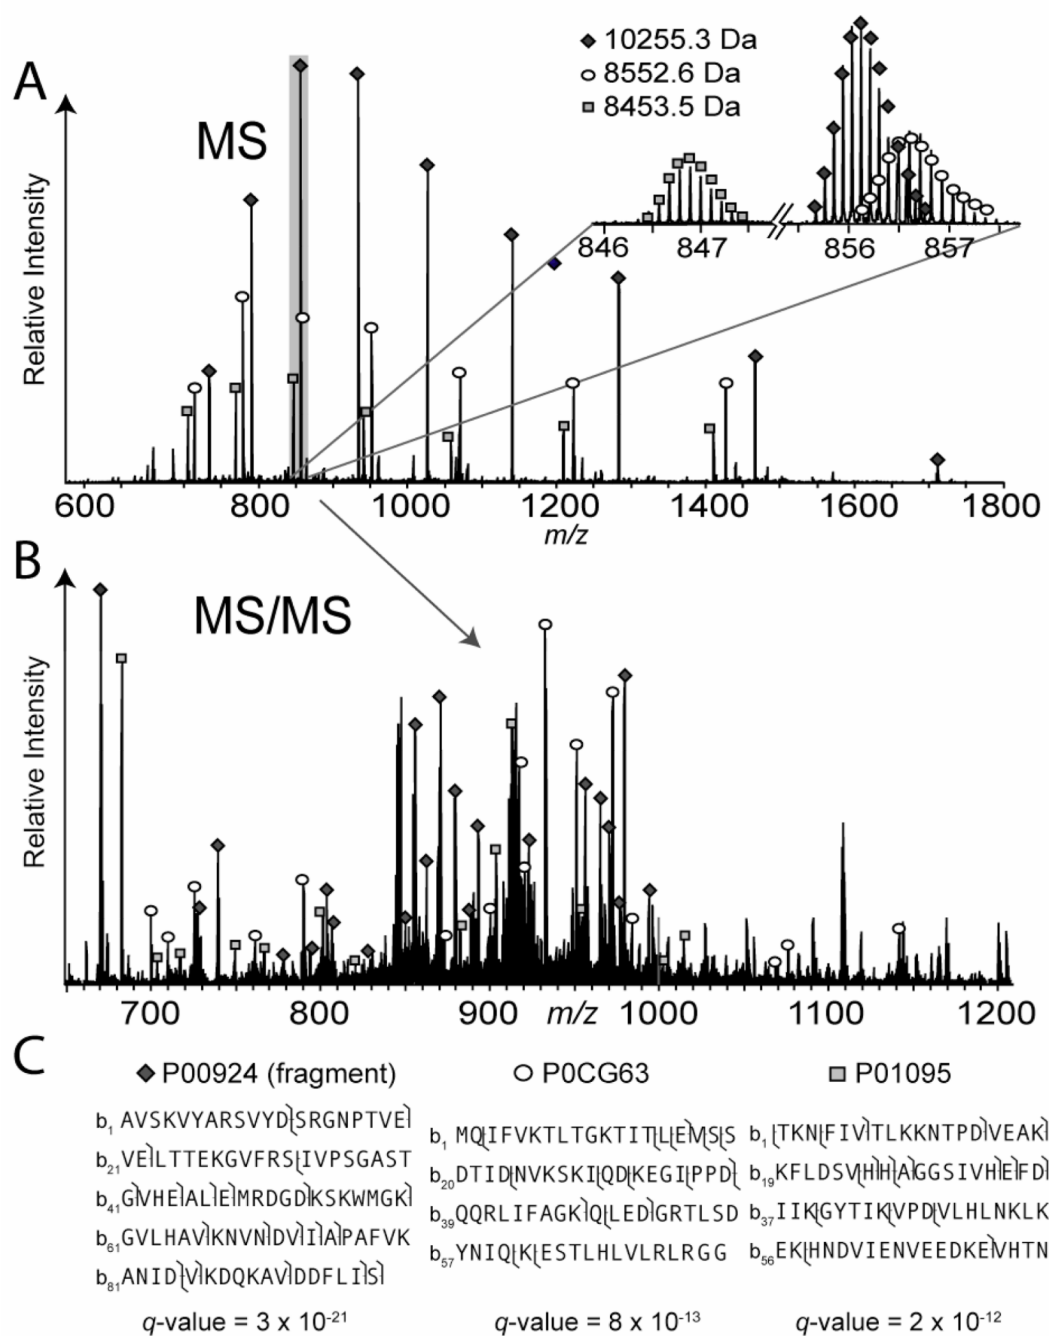 A
MS
Relative Intensity
10255.3 Da
8552.6 Da
8453.5 Da
846 847 856 857
600 800 1000 1200 1400 1600 1800
m/z
B
MS/MS
Relative Intensity
700 800 900 m/z 1000 1100 1200
C
P00924 (fragment) P0CG63 P01095
b1 AVSKVYARSVYDSRGNPTVE
b21 VELTTEKGVFRSIVPSGAST
b41 GVHEALEMRDGDKSKWMGK
b61 GVLHAVKNVNDVIAPAFVK
b81 ANIDVKDQKAVDDFLIS
b1 MQIFVKTLTGKTITLEMSS
b20 DTIDNVKSKIQDKEGIPPD
b39 QQRLIFAGKQLEDGRTLSD
b57 YNIQKESTLHLVLRLRGG
b1 TKNFIVTLKKNTPDVEAK
b19 KFLDSVHHAGGSIVHEFD
b37 IIKGYTIKVPDVLHLNKLK
b56 EKHNDVIENVEEDKEVHTN
q-value = 3 x 10-21 q-value = 8 x 10-13 q-value = 2 x 10-12